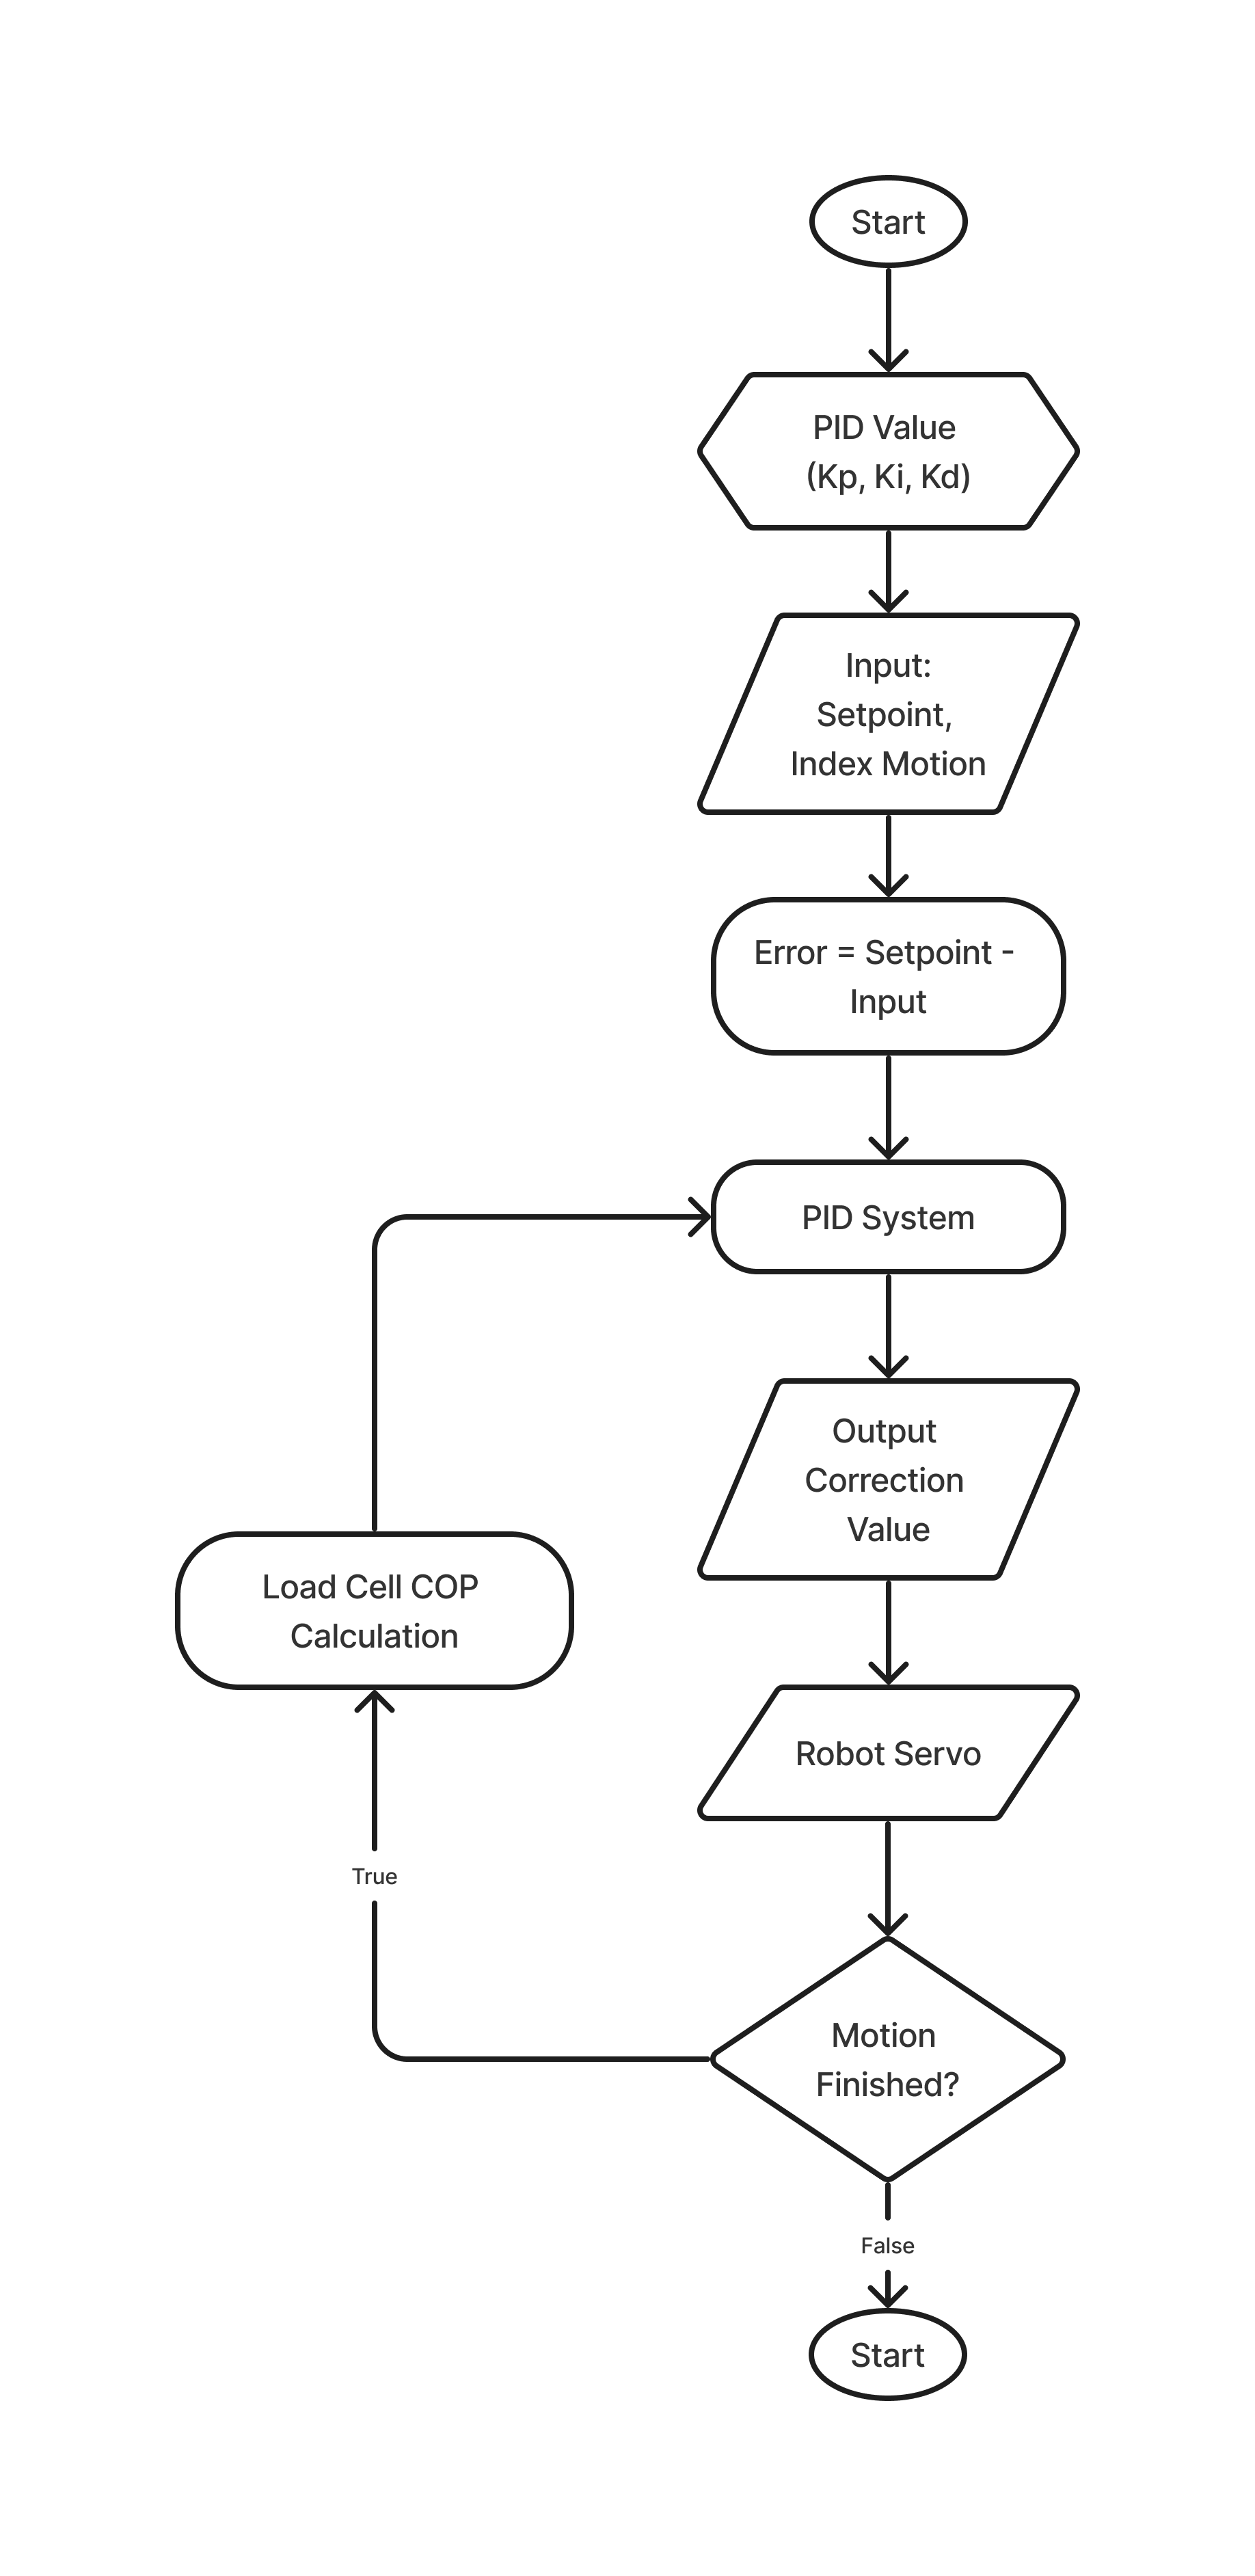 Start
PID Value
(Kp, Ki, Kd)
Input:
Setpoint,
Index Motion
Error = Setpoint -
Input
PID System
Output
Correction
Value
Load Cell COP
Calculation
Robot Servo
True
Motion
Finished?
False
Start